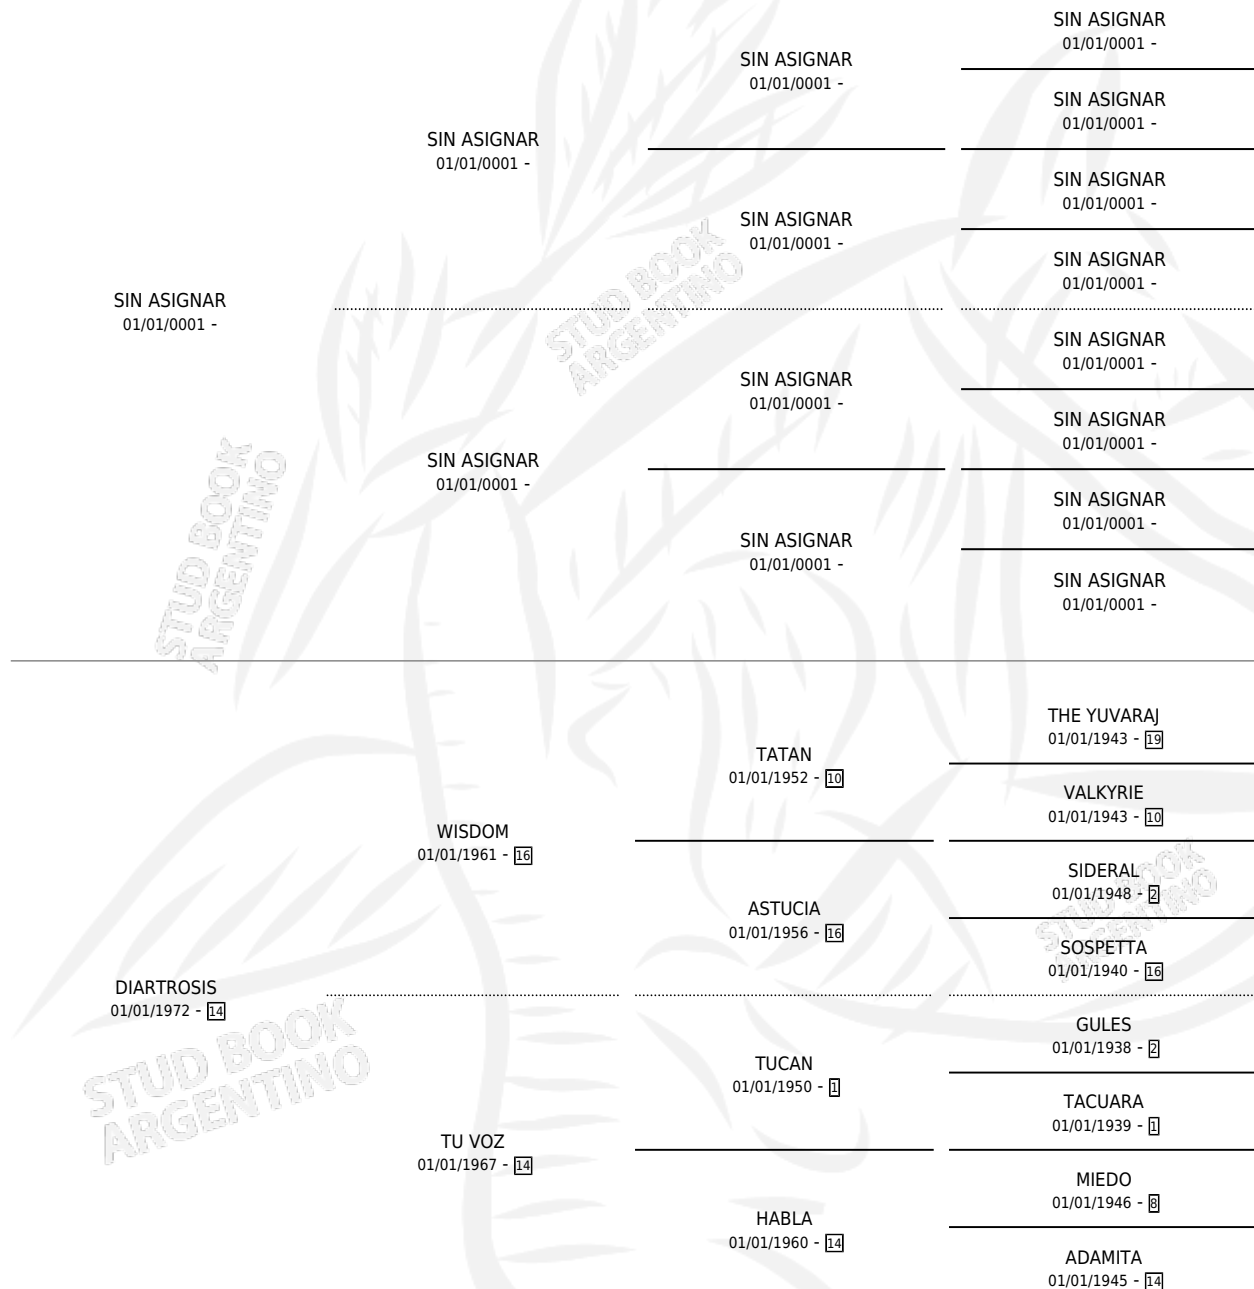 SIN ASIGNAR
01/01/0001 -
SIN ASIGNAR
01/01/0001 -
SIN ASIGNAR
01/01/0001 -
SIN ASIGNAR
01/01/0001 -
SIN ASIGNAR
01/01/0001 -
SIN ASIGNAR
01/01/0001 -
SIN ASIGNAR
01/01/0001 -
SIN ASIGNAR
01/01/0001 -
SIN ASIGNAR
01/01/0001 -
SIN ASIGNAR
01/01/0001 -
SIN ASIGNAR
01/01/0001 -
SIN ASIGNAR
01/01/0001 -
SIN ASIGNAR
01/01/0001 -
SIN ASIGNAR
01/01/0001 -
SIN ASIGNAR
01/01/0001 -
STUD BOOK
ARGENTINO
STUD BOOK
ARGENTINO
THE YUVARAJ
01/01/1943 - 19
TATAN
01/01/1952 - 10
VALKYRIE
01/01/1943 - 10
WISDOM
01/01/1961 - 16
SIDERAL
01/01/1948 - 2
ASTUCIA
01/01/1956 - 16
SOSPETTA
01/01/1940 - 16
STUD BOOK
ARGENTINO
DIARTROSIS
01/01/1972 - 14
GULES
01/01/1938 - 2
TUCAN
01/01/1950 - 1
TACUARA
01/01/1939 - 1
STUD BOOK
ARGENTINO
TU VOZ
01/01/1967 - 14
MIEDO
01/01/1946 - 8
HABLA
01/01/1960 - 14
ADAMITA
01/01/1945 - 14